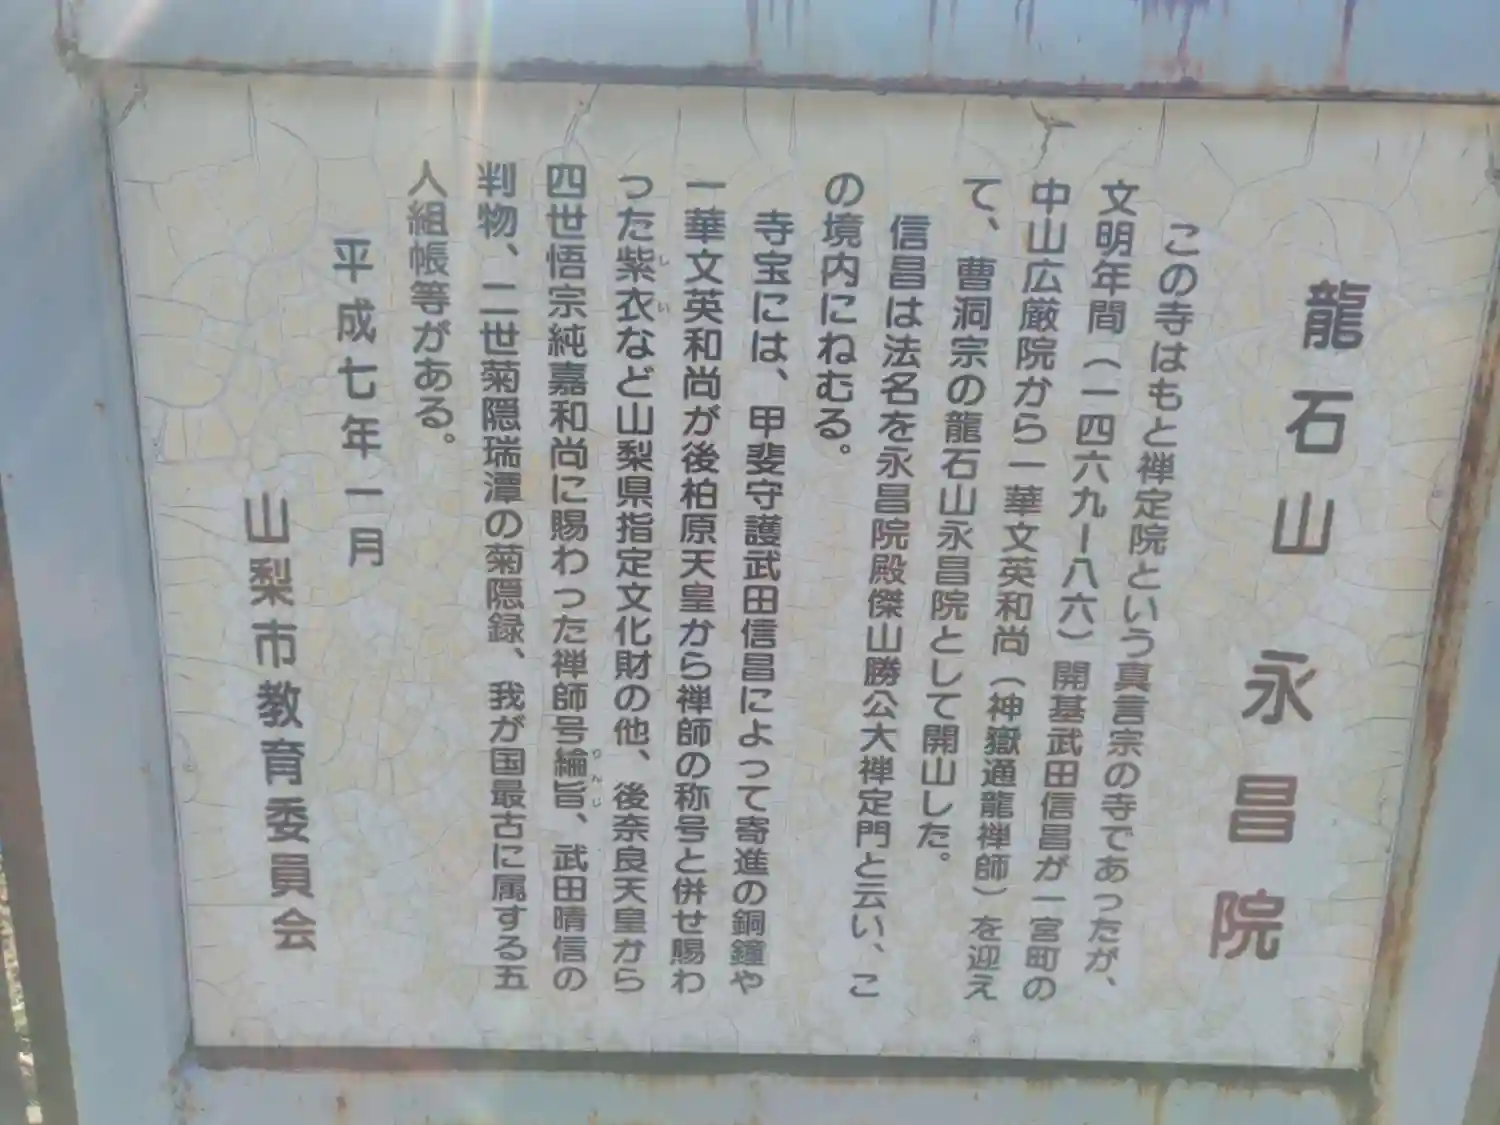 龍石山 永昌院
この寺はもと禅定院という真言宗の寺であったが、
文明年間（一四六九ー八六）開基武田信昌が一宮町の
中山広厳院から一華文英和尚（神嶽通龍禅師）を迎え
て、曹洞宗の龍石山永昌院として開山した。
信昌は法名を永昌院殿傑山勝公大禅定門と云い、こ
の境内にねむる。
寺宝には、甲斐守護武田信昌によって寄進の銅鐘や
一華文英和尚が後柏原天皇から禅師の称号と併せ賜わ
った紫衣など山梨県指定文化財の他、後奈良天皇から
四世悟宗純嘉和尚に賜わった禅師号綸旨、武田晴信の
判物、二世菊隠瑞潭の菊隠録、我が国最古に属する五
人組帳等がある。
平成七年一月
山梨市教育委員会